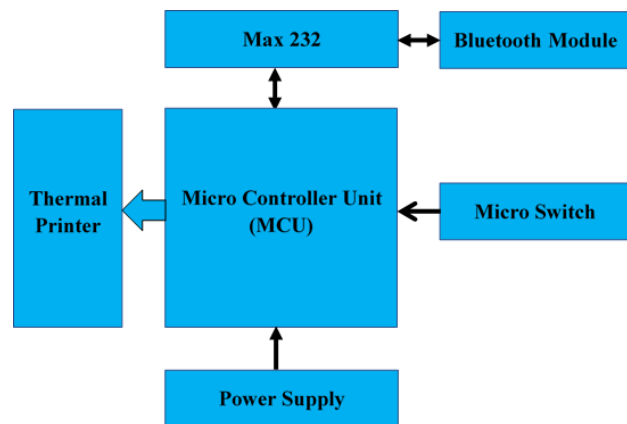 Max 232
Bluetooth Module
Thermal
Printer
Micro Controller Unit
(MCU)
Micro Switch
Power Supply